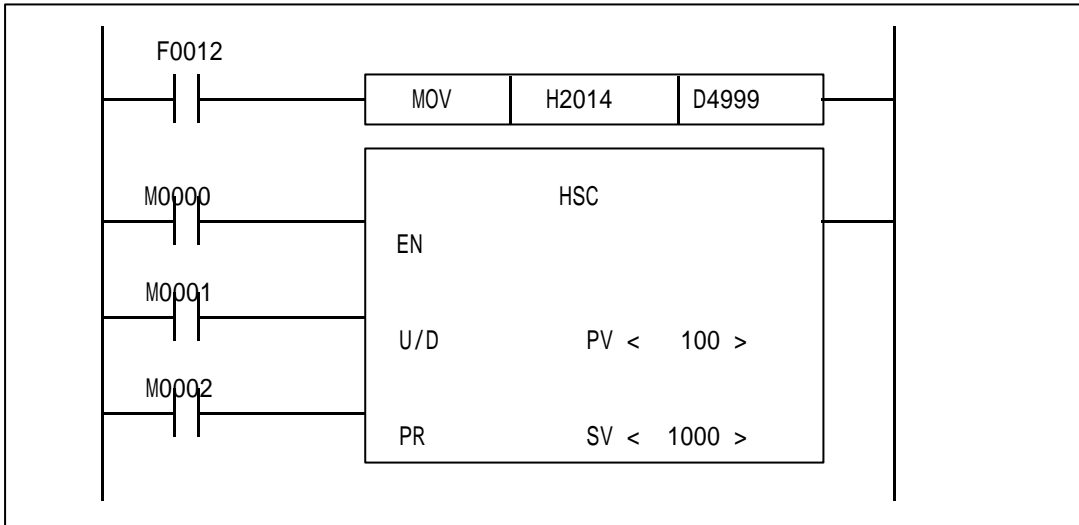 F0012
MOV H2014 D4999
M0000
HSC
EN
M0001
U/D PV < 100 >
M0002
PR SV < 1000 >